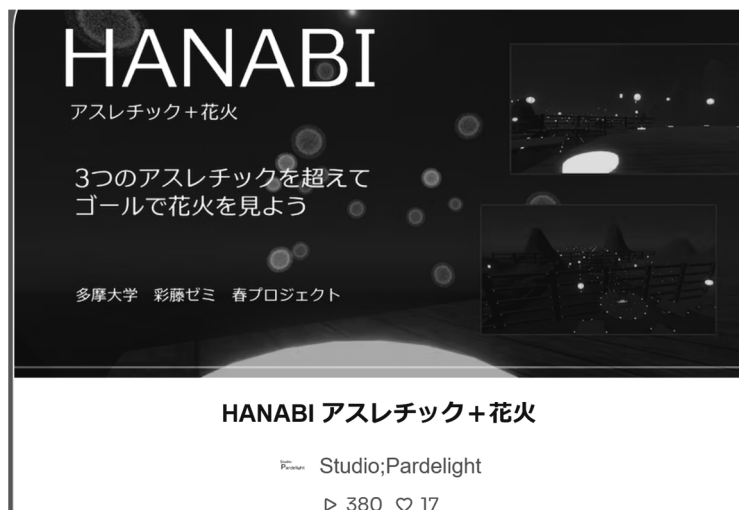 HANABI
アスレチック＋花火
3つのアスレチックを超えて
ゴールで花火を見よう
多摩大学　彩藤ゼミ　春プロジェクト
HANABI アスレチック＋花火
Studio;Pardelight
380 17